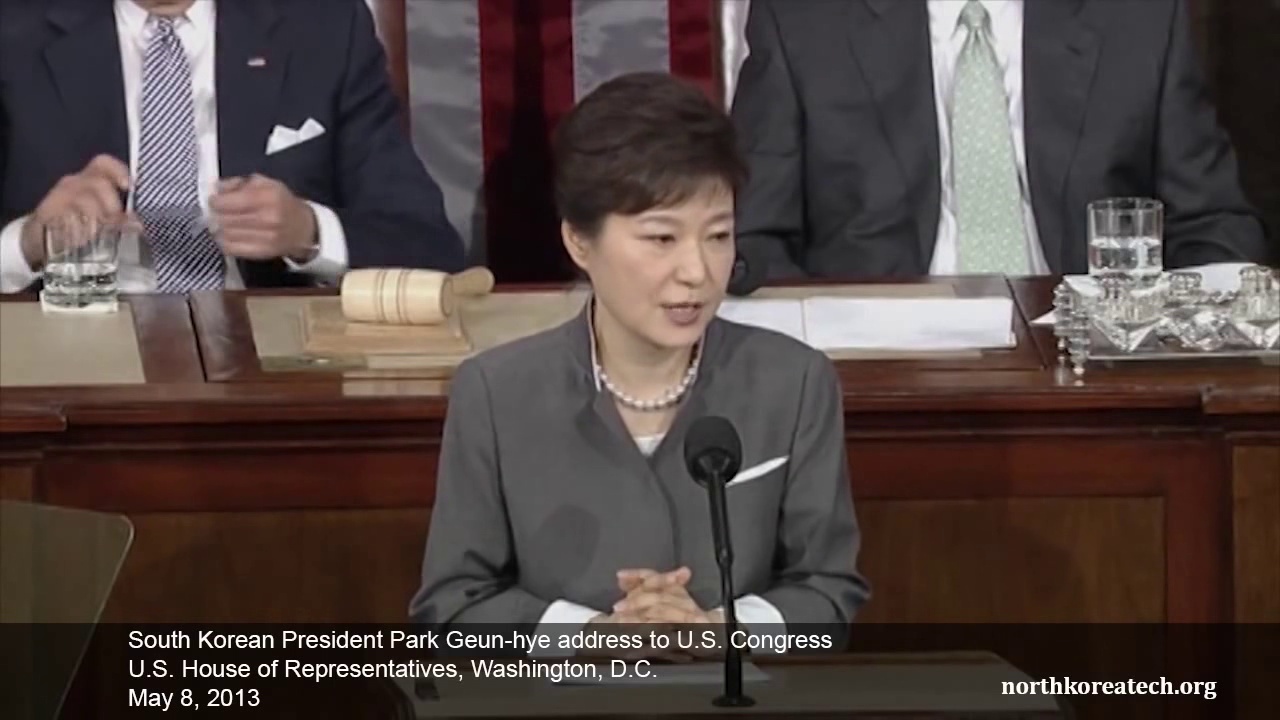 South Korean President Park Geun-hye address to U.S. Congress
U.S. House of Representatives, Washington, D.C.
May 8, 2013
northkoreatech.org